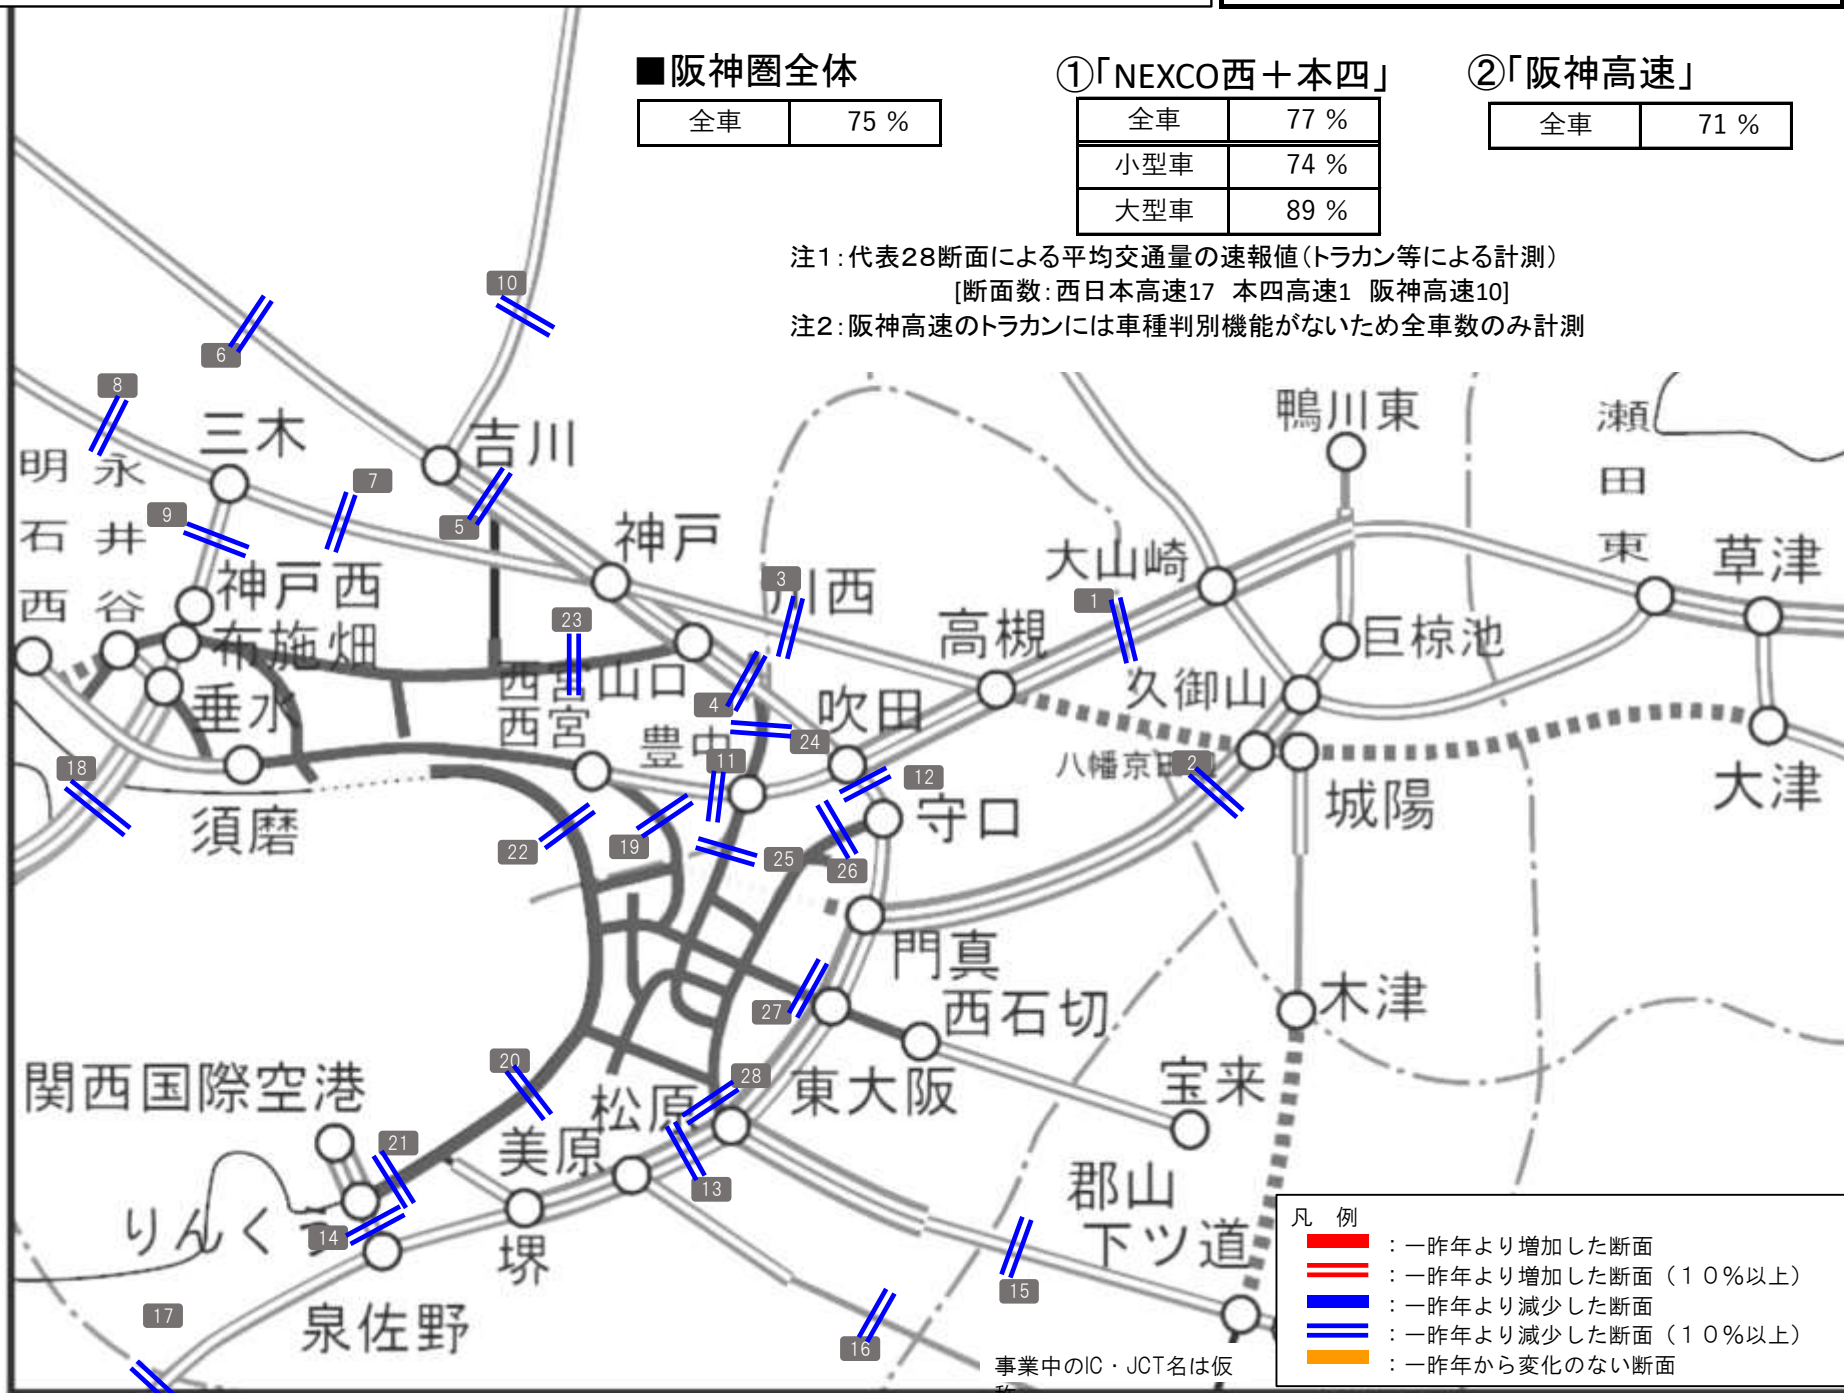 ■阪神圏全体
全車 75 %
①「NEXCO西＋本四」
全車 77 %
小型車 74 %
大型車 89 %
②「阪神高速」
全車 71 %
注１：代表２８断面による平均交通量の速報値（トラカン等による計測）
[断面数：西日本高速17 本四高速1 阪神高速10]
注２：阪神高速のトラカンには車種判別機能がないため全車数のみ計測
10
6
8
三木
吉川
鴨川東
瀬田東
明石西
永井谷
7
9
5
神戸
大山崎
草津
神戸西
3
川西
1
23
高槻
布施畑
巨椋池
西宮山口
久御山
垂水
4
吹田
西宮
豊中
24
11
八幡京田
2
18
12
大津
須磨
守口
城陽
22
19
25
26
門真
27
西石切
木津
関西国際空港
20
28
松原
東大阪
宝来
21
美原
13
郡山下ツ道
りんくう
14
堺
15
17
泉佐野
16
事業中のIC・JCT名は仮
称
凡 例
：一昨年より増加した断面
：一昨年より増加した断面（１０％以上）
：一昨年より減少した断面
：一昨年より減少した断面（１０％以上）
：一昨年から変化のない断面